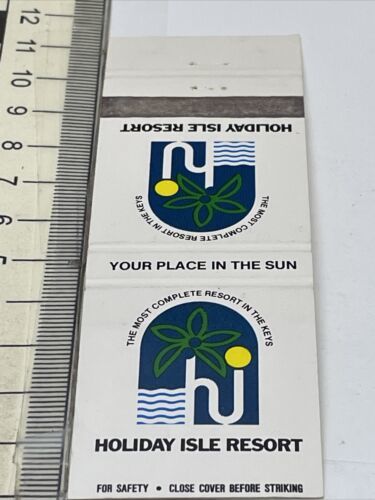 12
11
10
9
8
7
6
5
HOLIDAY ISLE RESORT
hi
THE MOST COMPLETE RESORT IN THE KEYS
YOUR PLACE IN THE SUN
THE MOST COMPLETE RESORT IN THE KEYS
hi
HOLIDAY ISLE RESORT
FOR SAFETY • CLOSE COVER BEFORE STRIKING